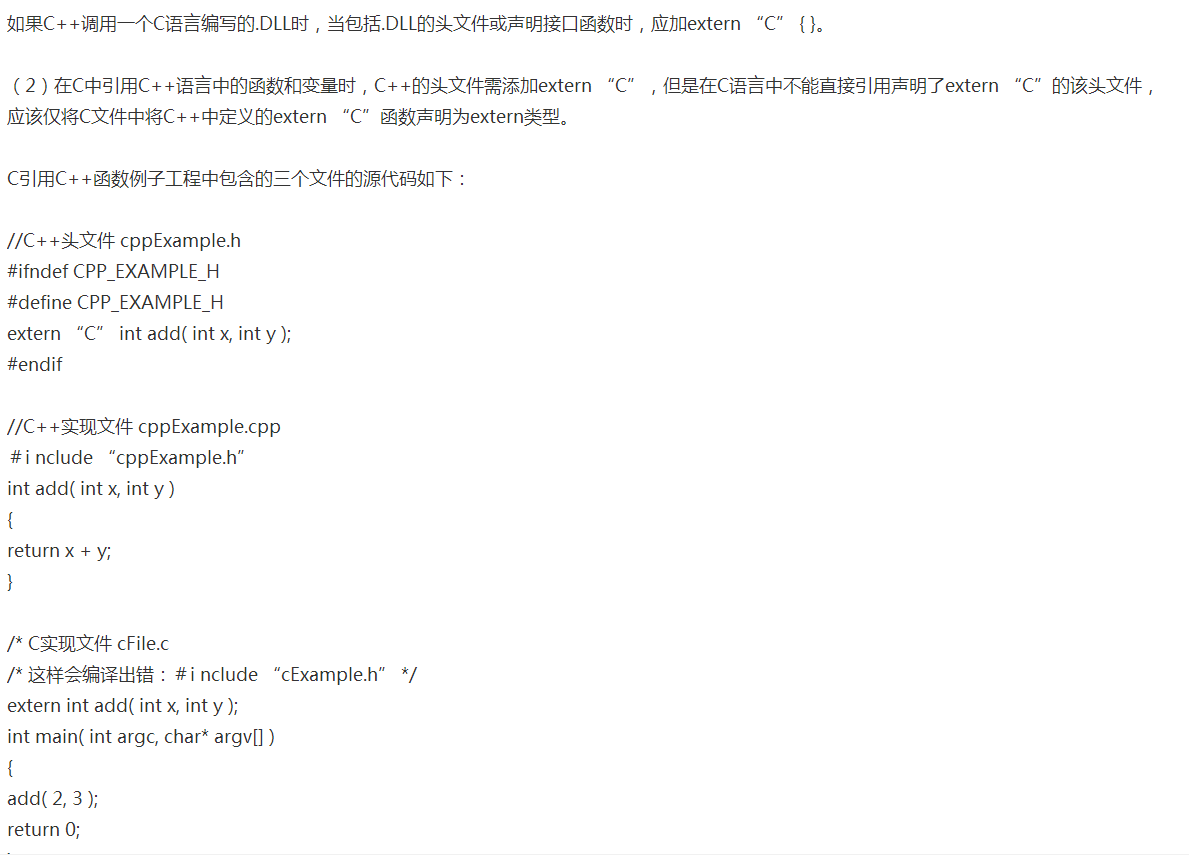 如果C++调用一个C语言编写的.DLL时，当包括.DLL的头文件或声明接口函数时，应加extern “C” { }。
（2）在C中引用C++语言中的函数和变量时，C++的头文件需添加extern “C”，但是在C语言中不能直接引用声明了extern “C”的该头文件，
应该仅将C文件中将C++中定义的extern “C”函数声明为extern类型。
C引用C++函数例子工程中包含的三个文件的源代码如下：
//C++头文件 cppExample.h
#ifndef CPP_EXAMPLE_H
#define CPP_EXAMPLE_H
extern “C” int add( int x, int y );
#endif
//C++实现文件 cppExample.cpp
＃i nclude “cppExample.h”
int add( int x, int y )
{
return x + y;
}
/* C实现文件 cFile.c
/* 这样会编译出错：＃i nclude “cExample.h” */
extern int add( int x, int y );
int main( int argc, char* argv[] )
{
add( 2, 3 );
return 0;